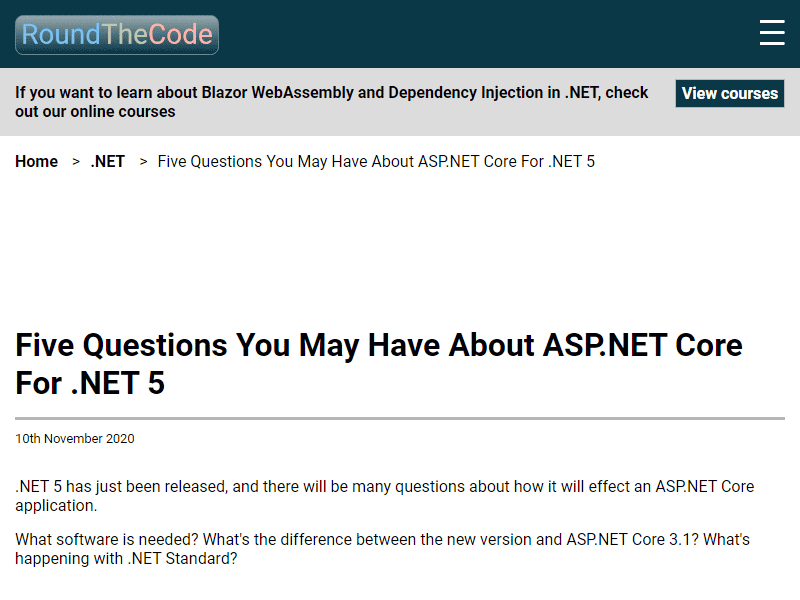 RoundTheCode
If you want to learn about Blazor WebAssembly and Dependency Injection in .NET, check
out our online courses
View courses
Home > .NET > Five Questions You May Have About ASP.NET Core For .NET 5
Five Questions You May Have About ASP.NET Core
For .NET 5
10th November 2020
.NET 5 has just been released, and there will be many questions about how it will effect an ASP.NET Core
application.
What software is needed? What's the difference between the new version and ASP.NET Core 3.1? What's
happening with .NET Standard?